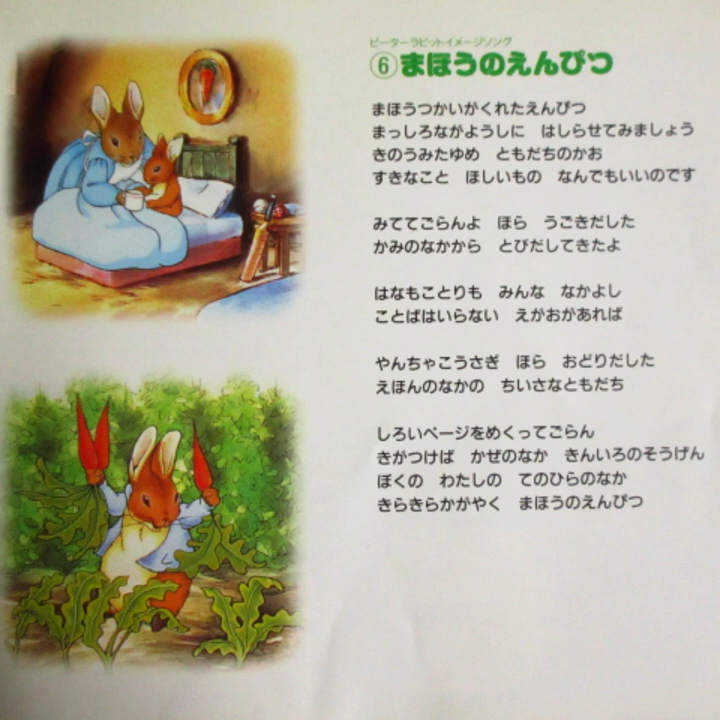 ピーターラビットイメージソング
⑥まほうのえんぴつ
まほうつかいがくれたえんぴつ
まっしろながようしに　はしらせてみましょう
きのうみたゆめ　ともだちのかお
すきなこと　ほしいもの　なんでもいいのです
みててごらんよ　ほら　うごきだした
かみのなかから　とびだしてきたよ
はなもことりも　みんな　なかよし
ことばはいらない　えがおがあれば
やんちゃこうさぎ　ほら　おどりだした
えほんのなかの　ちいさなともだち
しろいページをめくってごらん
きがつけば　かぜのなか　きんいろのそうげん
ぼくの　わたしの　てのひらのなか
きらきらかがやく　まほうのえんぴつ